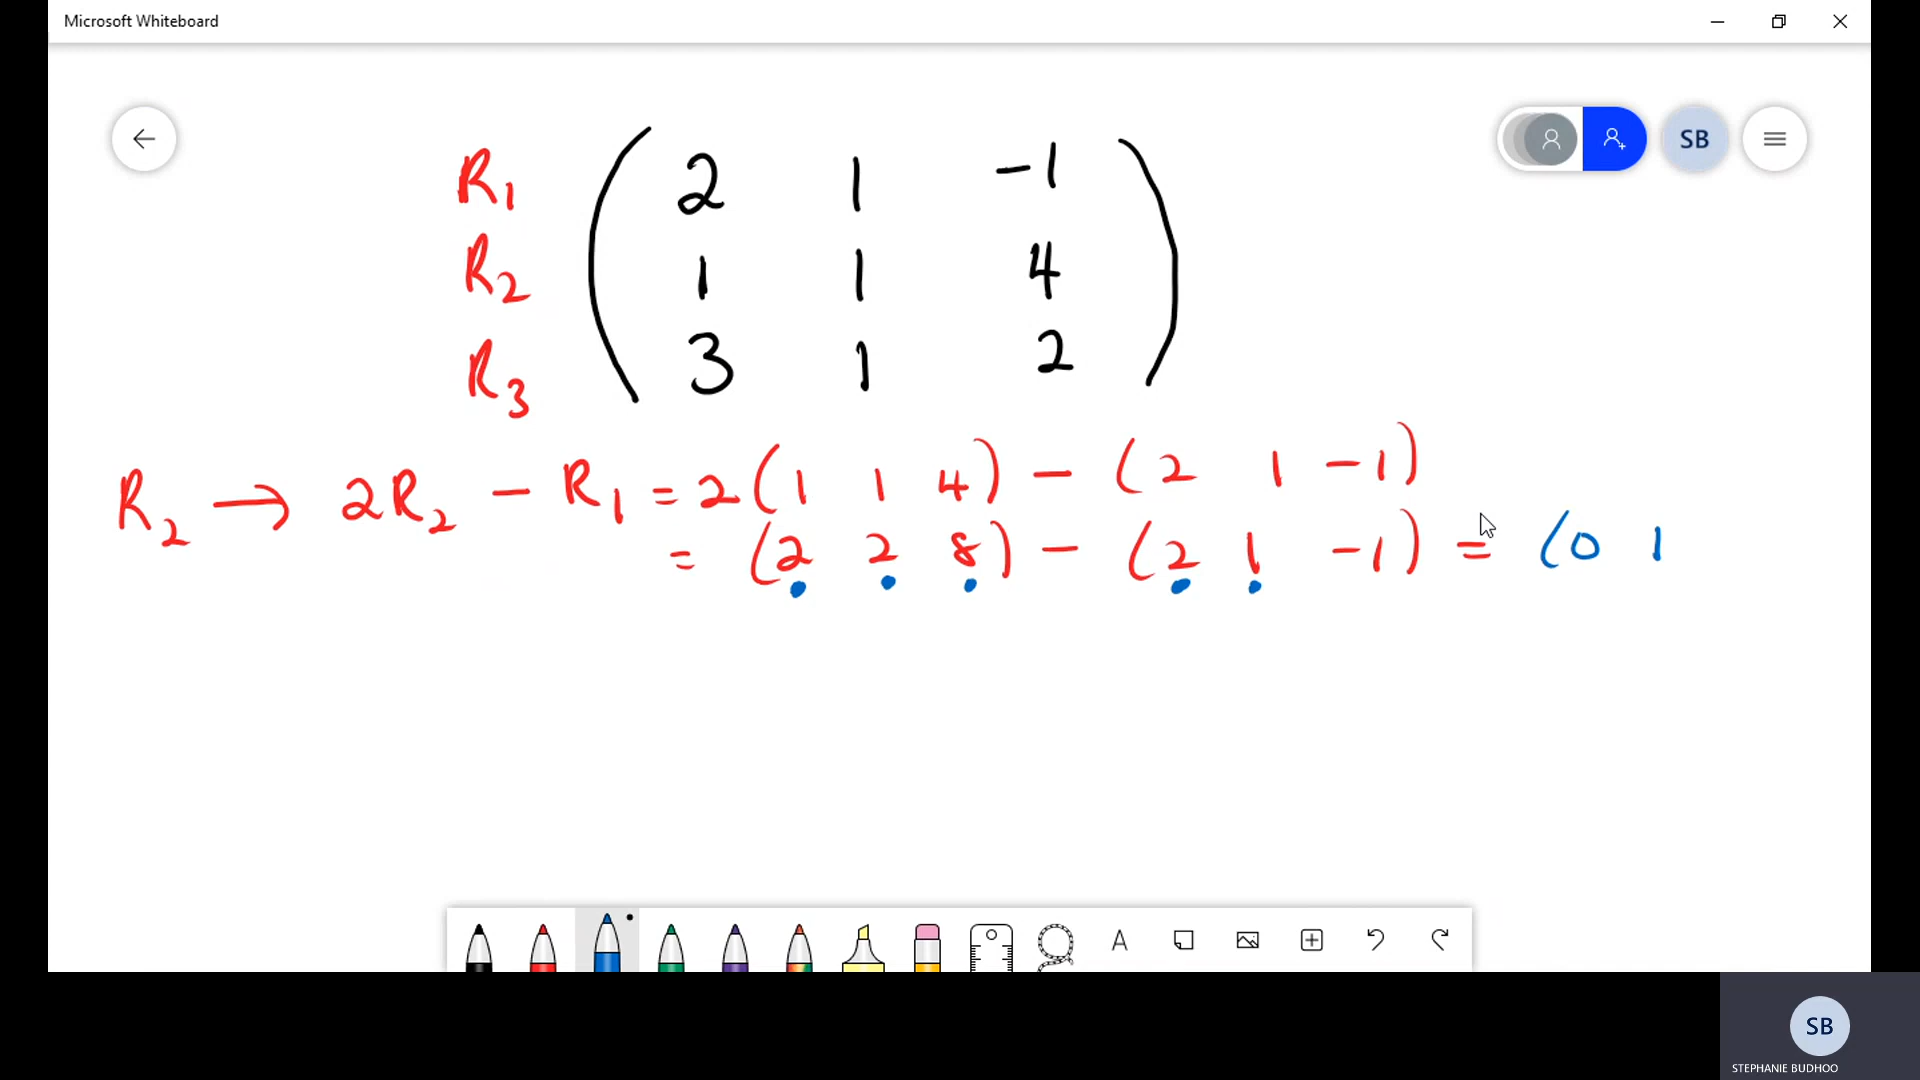 Microsoft Whiteboard
SB
R1 ( 2 1 -1 )
R2 1 1 4
R3 3 1 2
R2 → 2R2 - R1 = 2(1 1 4) - (2 1 -1)
= (2 2 8) - (2 1 -1) = (0 1
A
SB
STEPHANIE BUDHOO